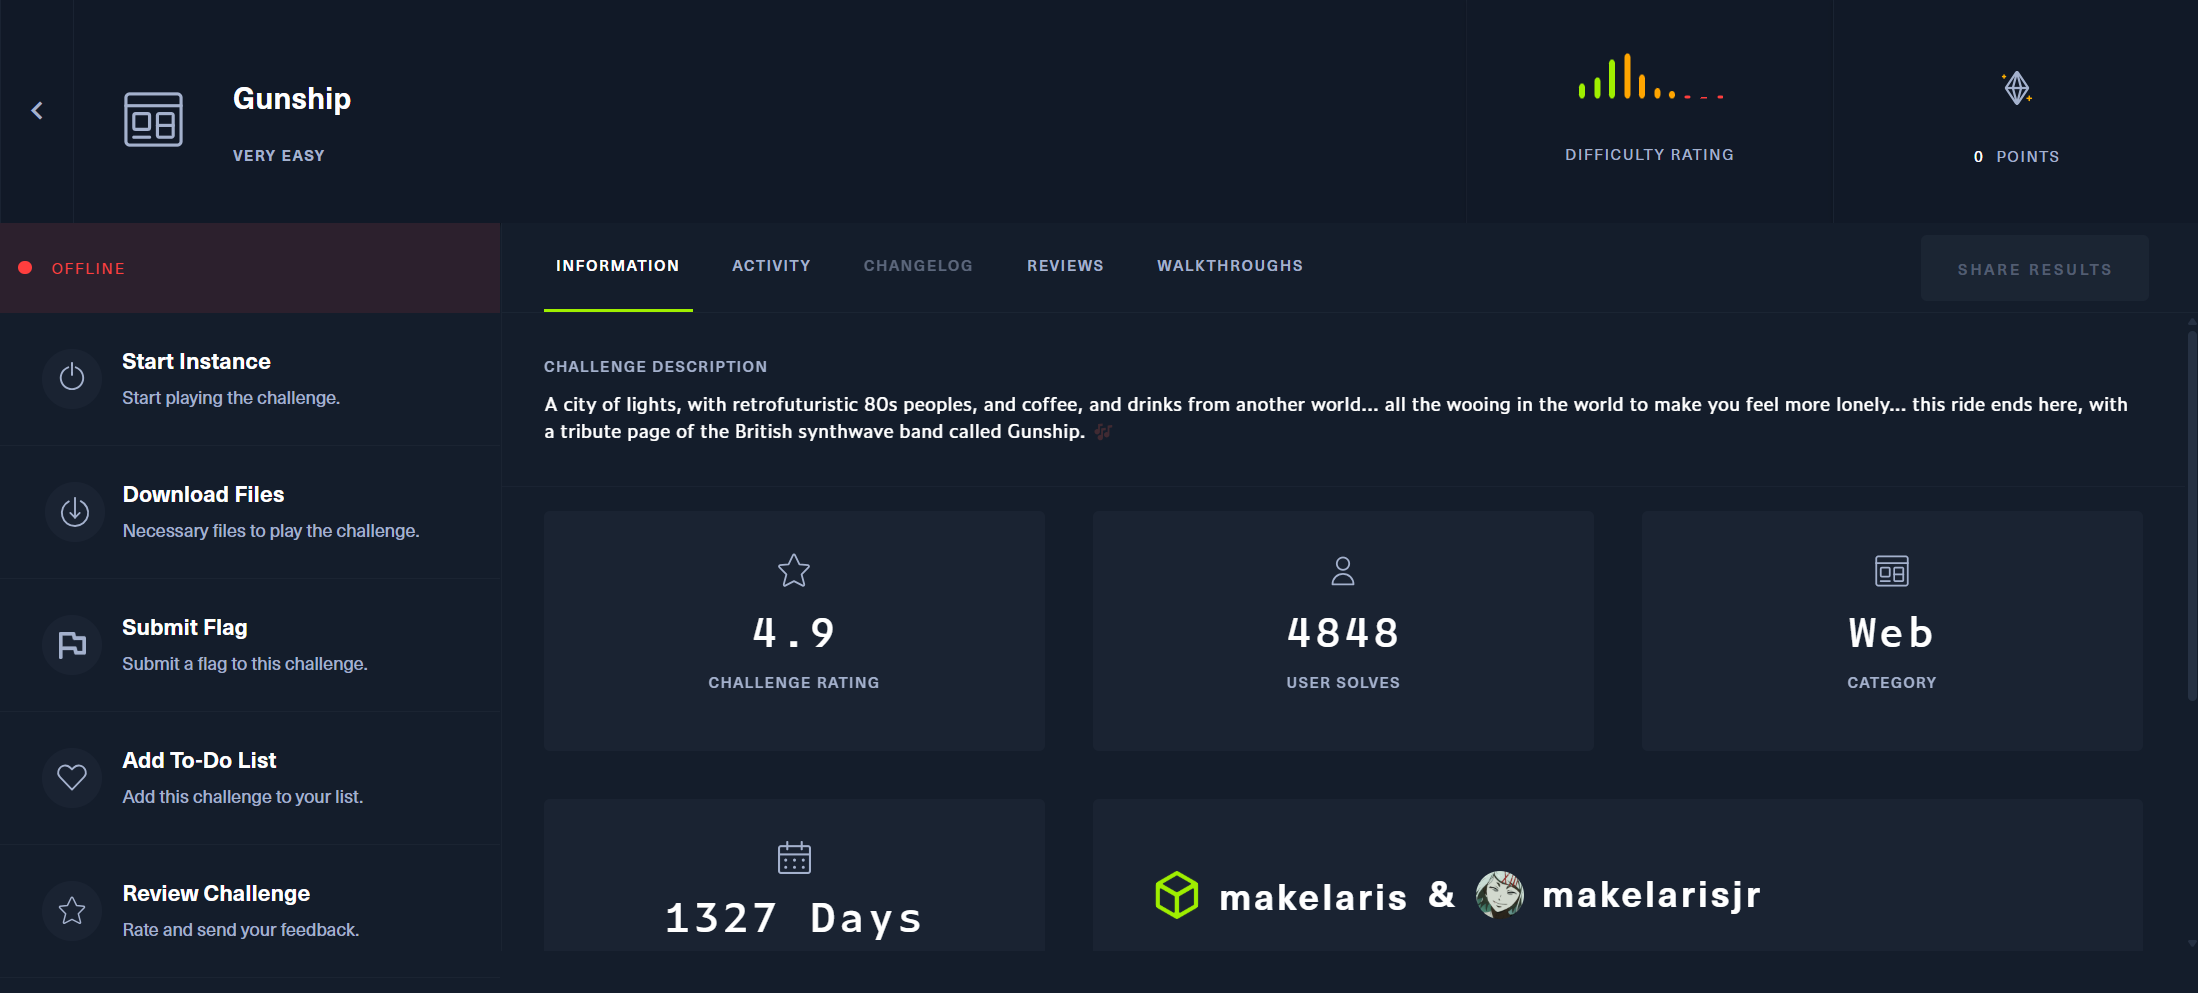 Gunship
VERY EASY
DIFFICULTY RATING
0 POINTS
OFFLINE
Start Instance
Start playing the challenge.
Download Files
Necessary files to play the challenge.
Submit Flag
Submit a flag to this challenge.
Add To-Do List
Add this challenge to your list.
Review Challenge
Rate and send your feedback.
INFORMATION
ACTIVITY
CHANGELOG
REVIEWS
WALKTHROUGHS
SHARE RESULTS
CHALLENGE DESCRIPTION
A city of lights, with retrofuturistic 80s peoples, and coffee, and drinks from another world... all the wooing in the world to make you feel more lonely... this ride ends here, with
a tribute page of the British synthwave band called Gunship. 🎶
4.9
CHALLENGE RATING
4848
USER SOLVES
Web
CATEGORY
1327 Days
makelaris & makelarisjr